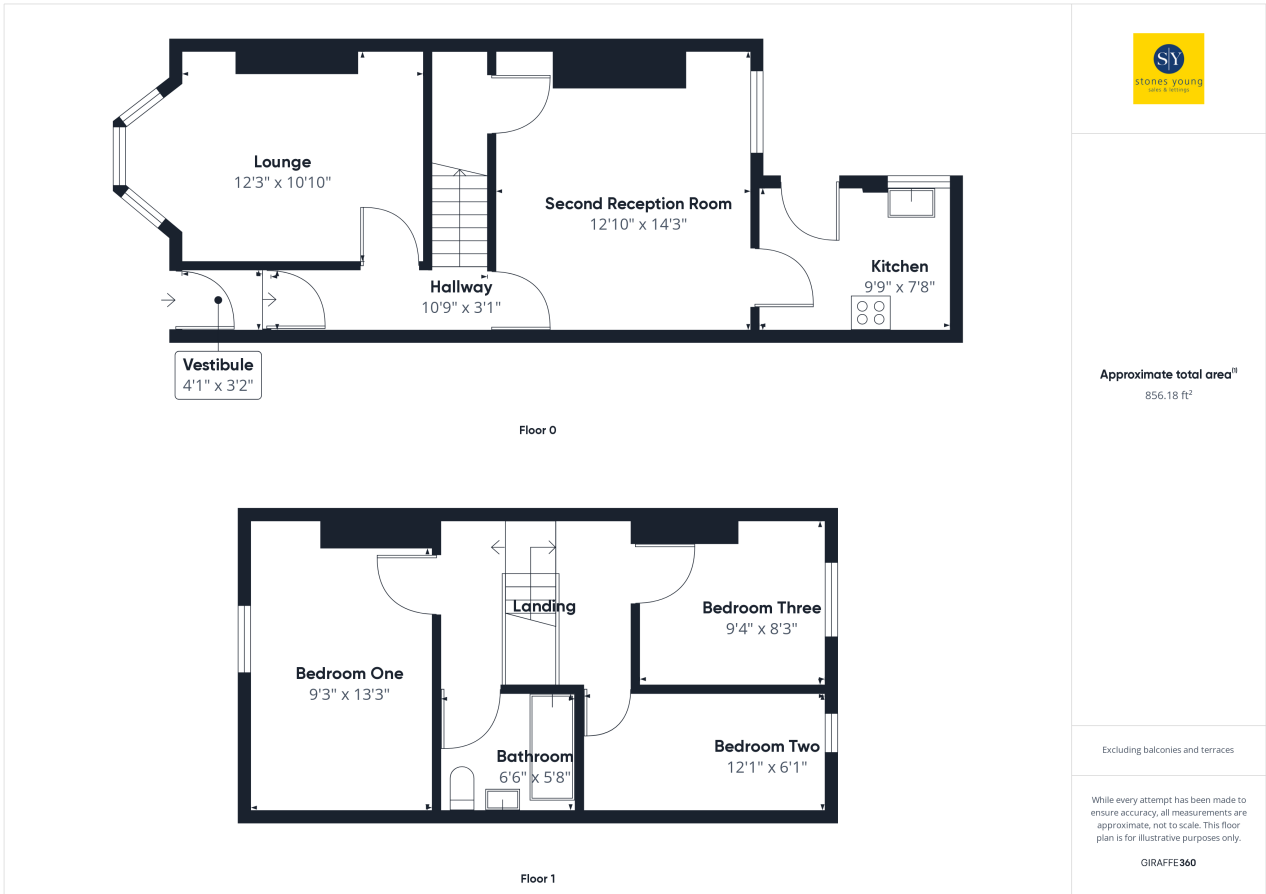 Lounge
12'3" x 10'10"
Second Reception Room
12'10" x 14'3"
Kitchen
9'9" x 7'8"
Hallway
10'9" x 3'1"
Vestibule
4'1" x 3'2"
Floor 0
Landing
Bedroom Three
9'4" x 8'3"
Bedroom One
9'3" x 13'3"
Bathroom
6'6" x 5'8"
Bedroom Two
12'1" x 6'1"
Floor 1
S|Y
stones young
sales & lettings
Approximate total area⁽¹⁾
856.18 ft²
Excluding balconies and terraces
While every attempt has been made to
ensure accuracy, all measurements are
approximate, not to scale. This floor
plan is for illustrative purposes only.
GIRAFFE360